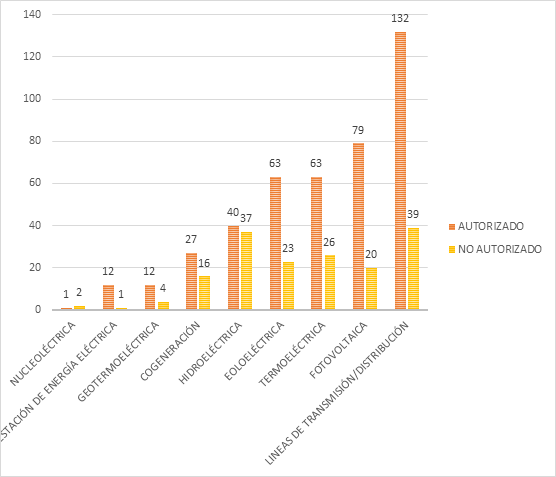 140
132
120
100
79
80
63
63
60
40
37
39
40
27
26
23
20
16
20
12
12
4
1
2
1
0
AUTORIZADO
NO AUTORIZADO
NUCLEOLÉCTRICA
DE ENERGÍA ELÉCTRICA
GEOTERMOELÉCTRICA
COGENERACIÓN
HIDROELÉCTRICA
EOLOELÉCTRICA
TERMOELÉCTRICA
FOTOVOLTAICA
LINEAS DE TRANSMISIÓN/DISTRIBUCIÓN